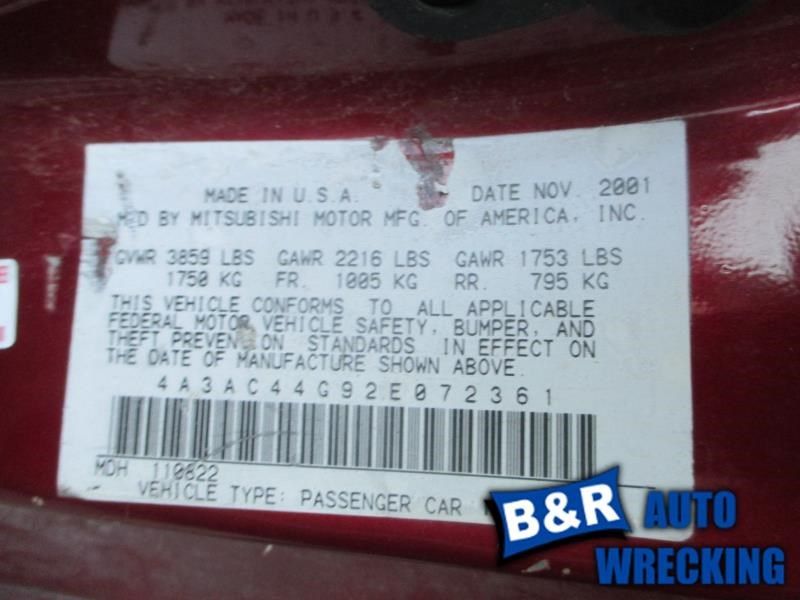 MADE IN U.S.A. DATE NOV. 2001
M'D BY MITSUBISHI MOTOR MFG. OF AMERICA, INC.
GVWR 3859 LBS GAWR 2216 LBS GAWR 1753 LBS
1750 KG FR. 1005 KG RR. 795 KG
THIS VEHICLE CONFORMS TO ALL APPLICABLE
FEDERAL MOTOR VEHICLE SAFETY, BUMPER, AND
THEFT PREVEN ON STANDARDS IN EFFECT ON
THE DATE OF MANUFACTURE SHOWN ABOVE.
4A3AC44G92E072361
MDH 110822
VEHICLE TYPE: PASSENGER CAR
B&R AUTO
WRECKING